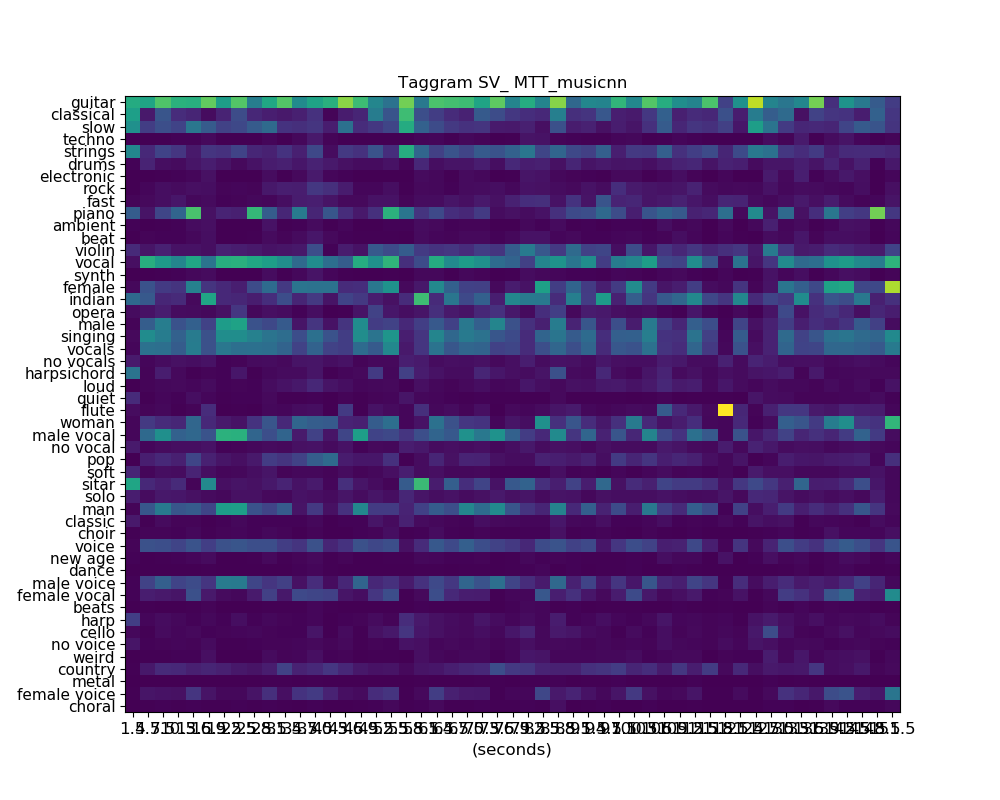 Taggram SV_ MTT_musicnn
guitar
classical
slow
techno
strings
drums
electronic
rock
fast
piano
ambient
beat
violin
vocal
synth
female
indian
opera
male
singing
vocals
no vocals
harpsichord
loud
quiet
flute
woman
male vocal
no vocal
pop
soft
sitar
solo
man
classic
choir
voice
new age
dance
male voice
female vocal
beats
harp
cello
no voice
weird
country
metal
female voice
choral
(seconds)